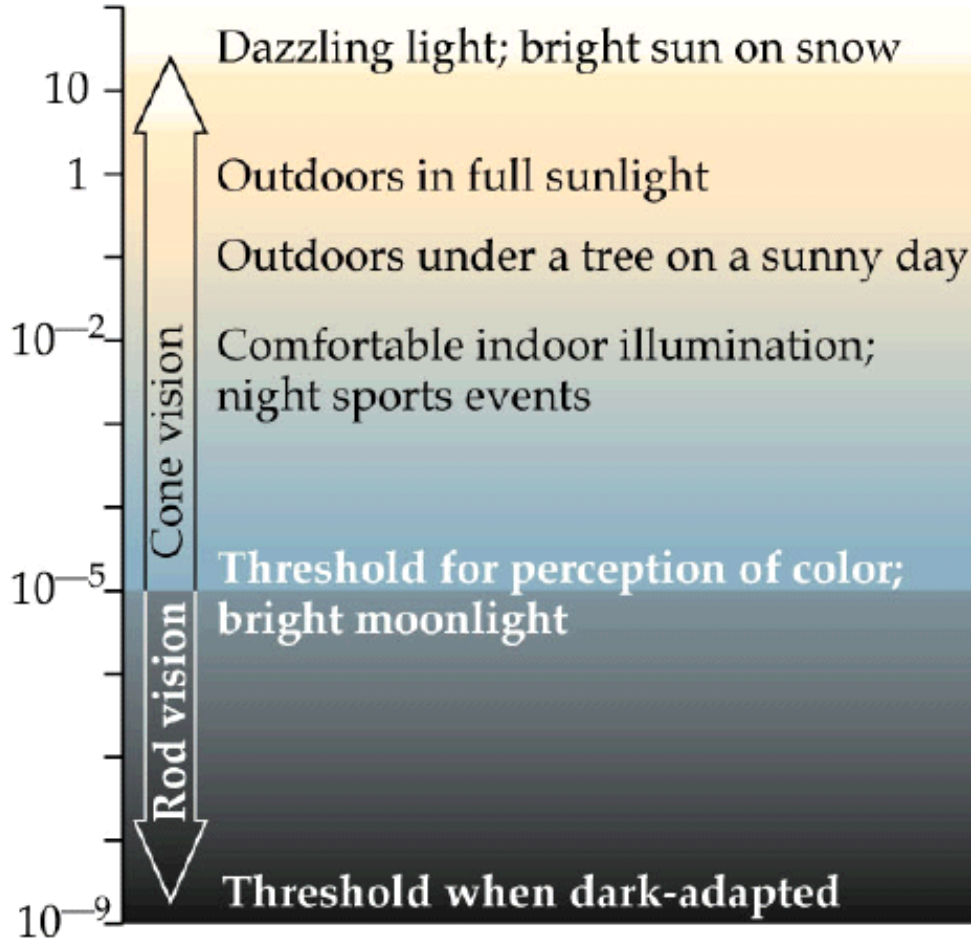 Dazzling light; bright sun on snow
10
1
Outdoors in full sunlight
Outdoors under a tree on a sunny day
10⁻²
Comfortable indoor illumination;
night sports events
Cone vision
10⁻⁵
Threshold for perception of color;
bright moonlight
Rod vision
Threshold when dark-adapted
10⁻⁹